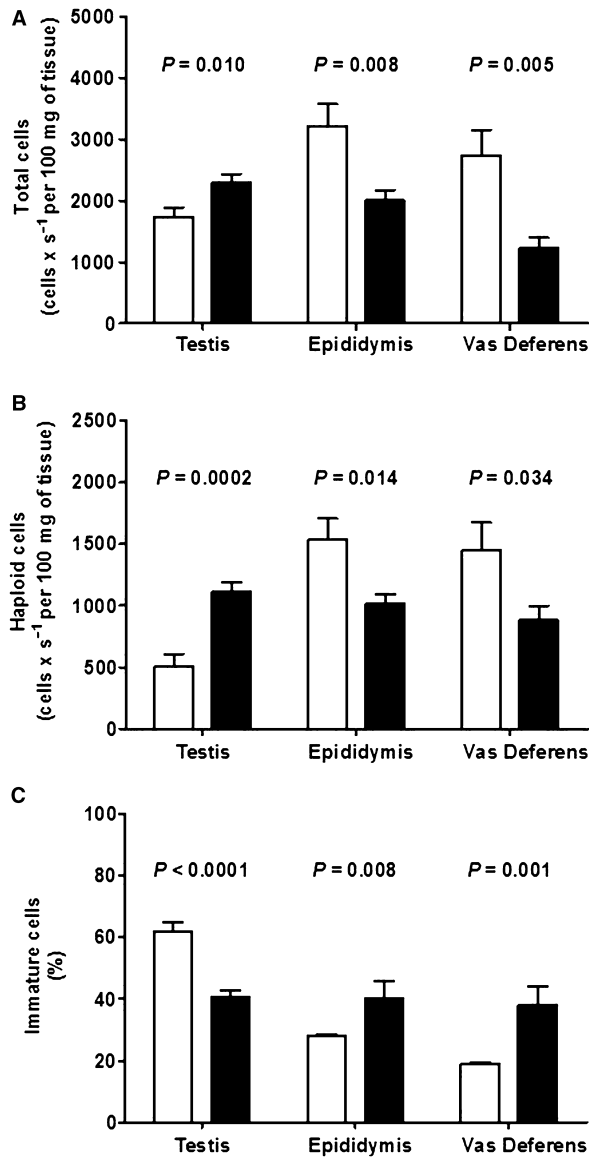 A
Total cells
(cells x s⁻¹ per 100 mg of tissue)
5000
4000
3000
2000
1000
0
P = 0.010
P = 0.008
P = 0.005
Testis
Epididymis
Vas Deferens
B
Haploid cells
(cells x s⁻¹ per 100 mg of tissue)
2500
2000
1500
1000
500
0
P = 0.0002
P = 0.014
P = 0.034
Testis
Epididymis
Vas Deferens
C
Immature cells
(%)
100
80
60
40
20
0
P < 0.0001
P = 0.008
P = 0.001
Testis
Epididymis
Vas Deferens